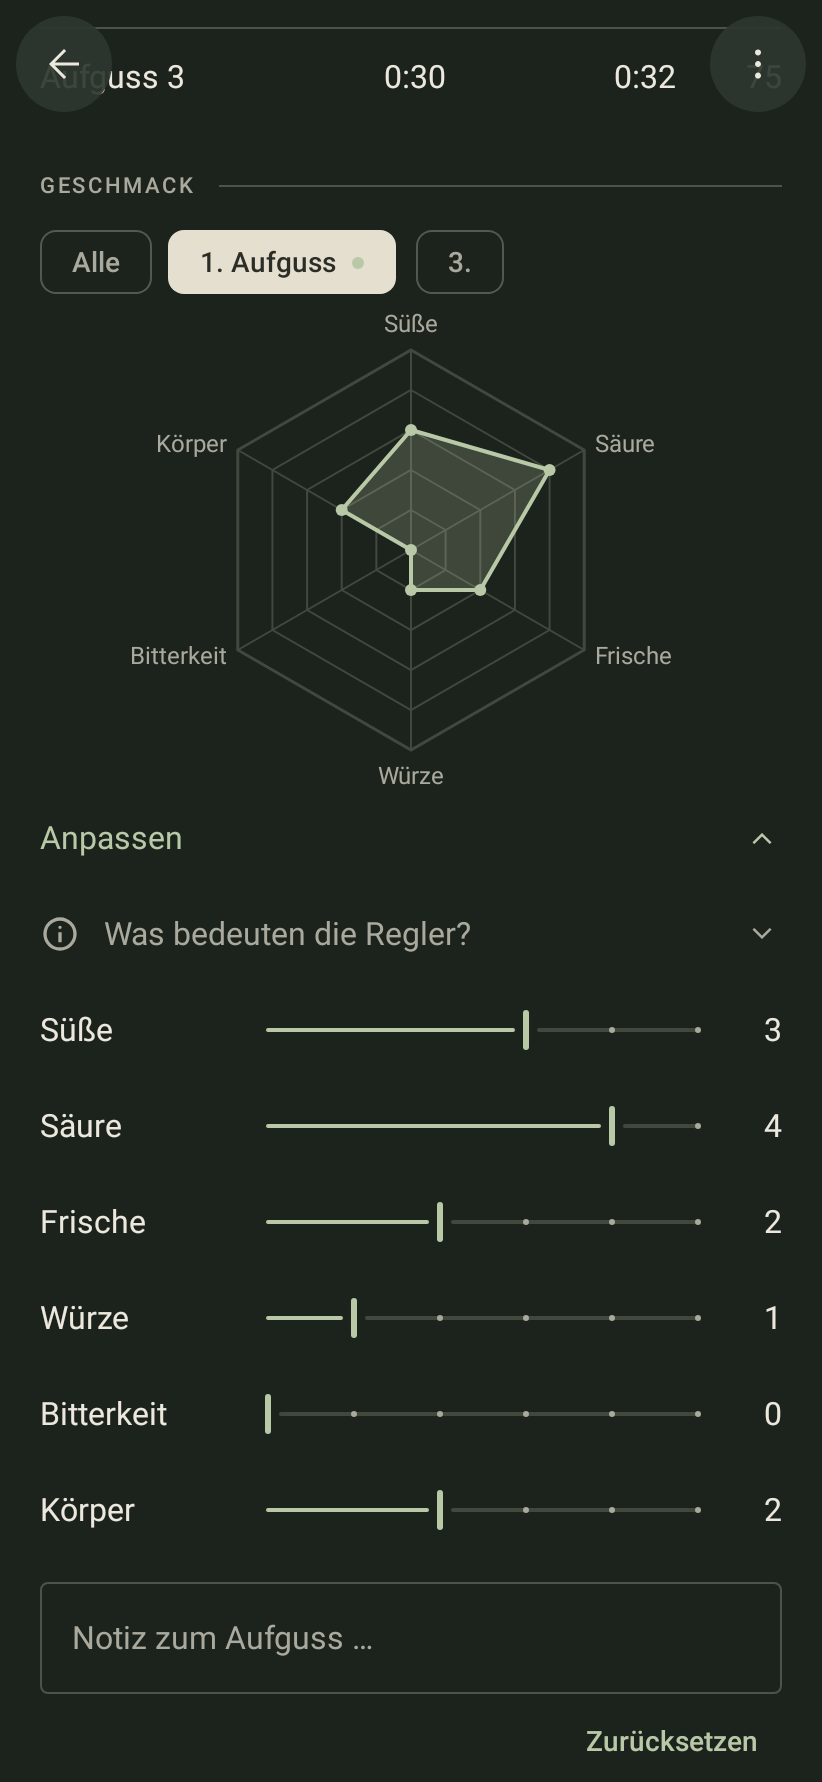 Aufguss 3 0:30 0:32 75
GESCHMACK
Alle 1. Aufguss 3.
Süße
Körper Säure
Bitterkeit Frische
Würze
Anpassen
Was bedeuten die Regler?
Süße 3
Säure 4
Frische 2
Würze 1
Bitterkeit 0
Körper 2
Notiz zum Aufguss ...
Zurücksetzen